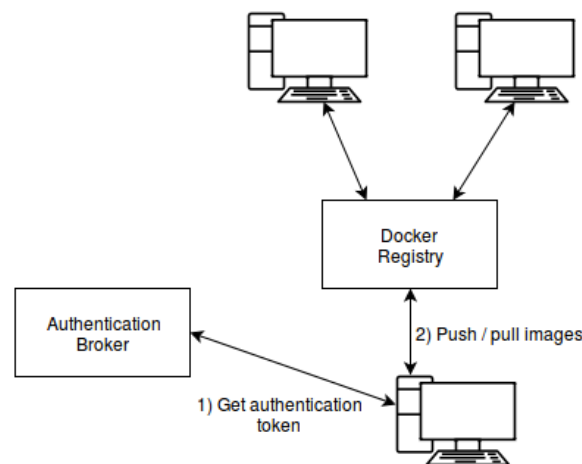 Docker
Registry
Authentication
Broker
2) Push / pull images
1) Get authentication
token